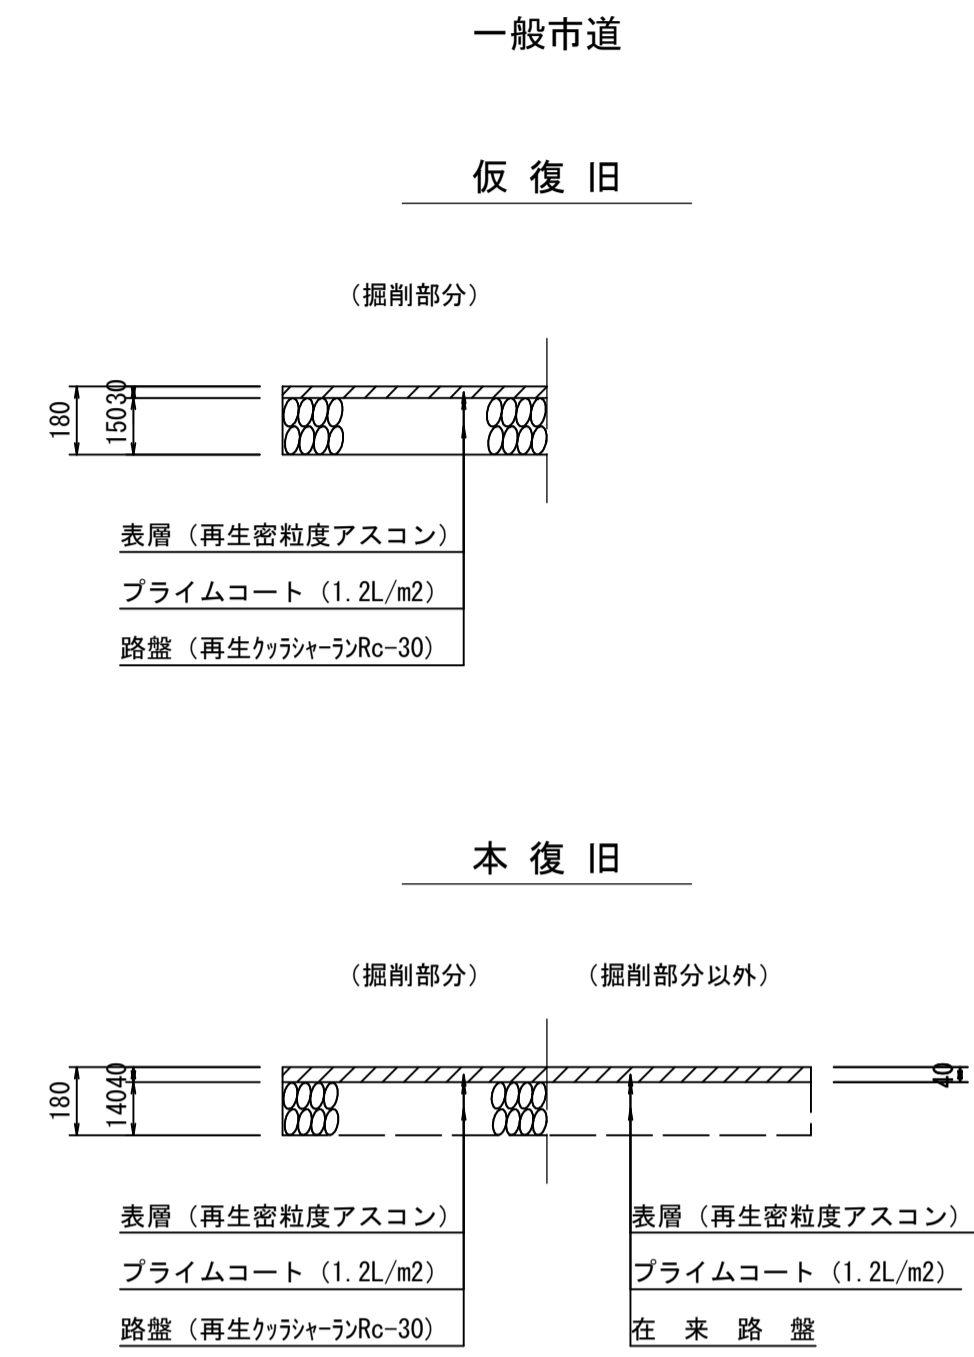 一般市道
仮復旧
（掘削部分）
180
150
30
表層（再生密粒度アスコン）
プライムコート（1.2L/m2）
路盤（再生ｸｯﾗｼｬｰﾗﾝRc-30）
本復旧
（掘削部分）
（掘削部分以外）
180
140
40
40
表層（再生密粒度アスコン）
プライムコート（1.2L/m2）
路盤（再生ｸｯﾗｼｬｰﾗﾝRc-30）
表層（再生密粒度アスコン）
プライムコート（1.2L/m2）
在来路盤